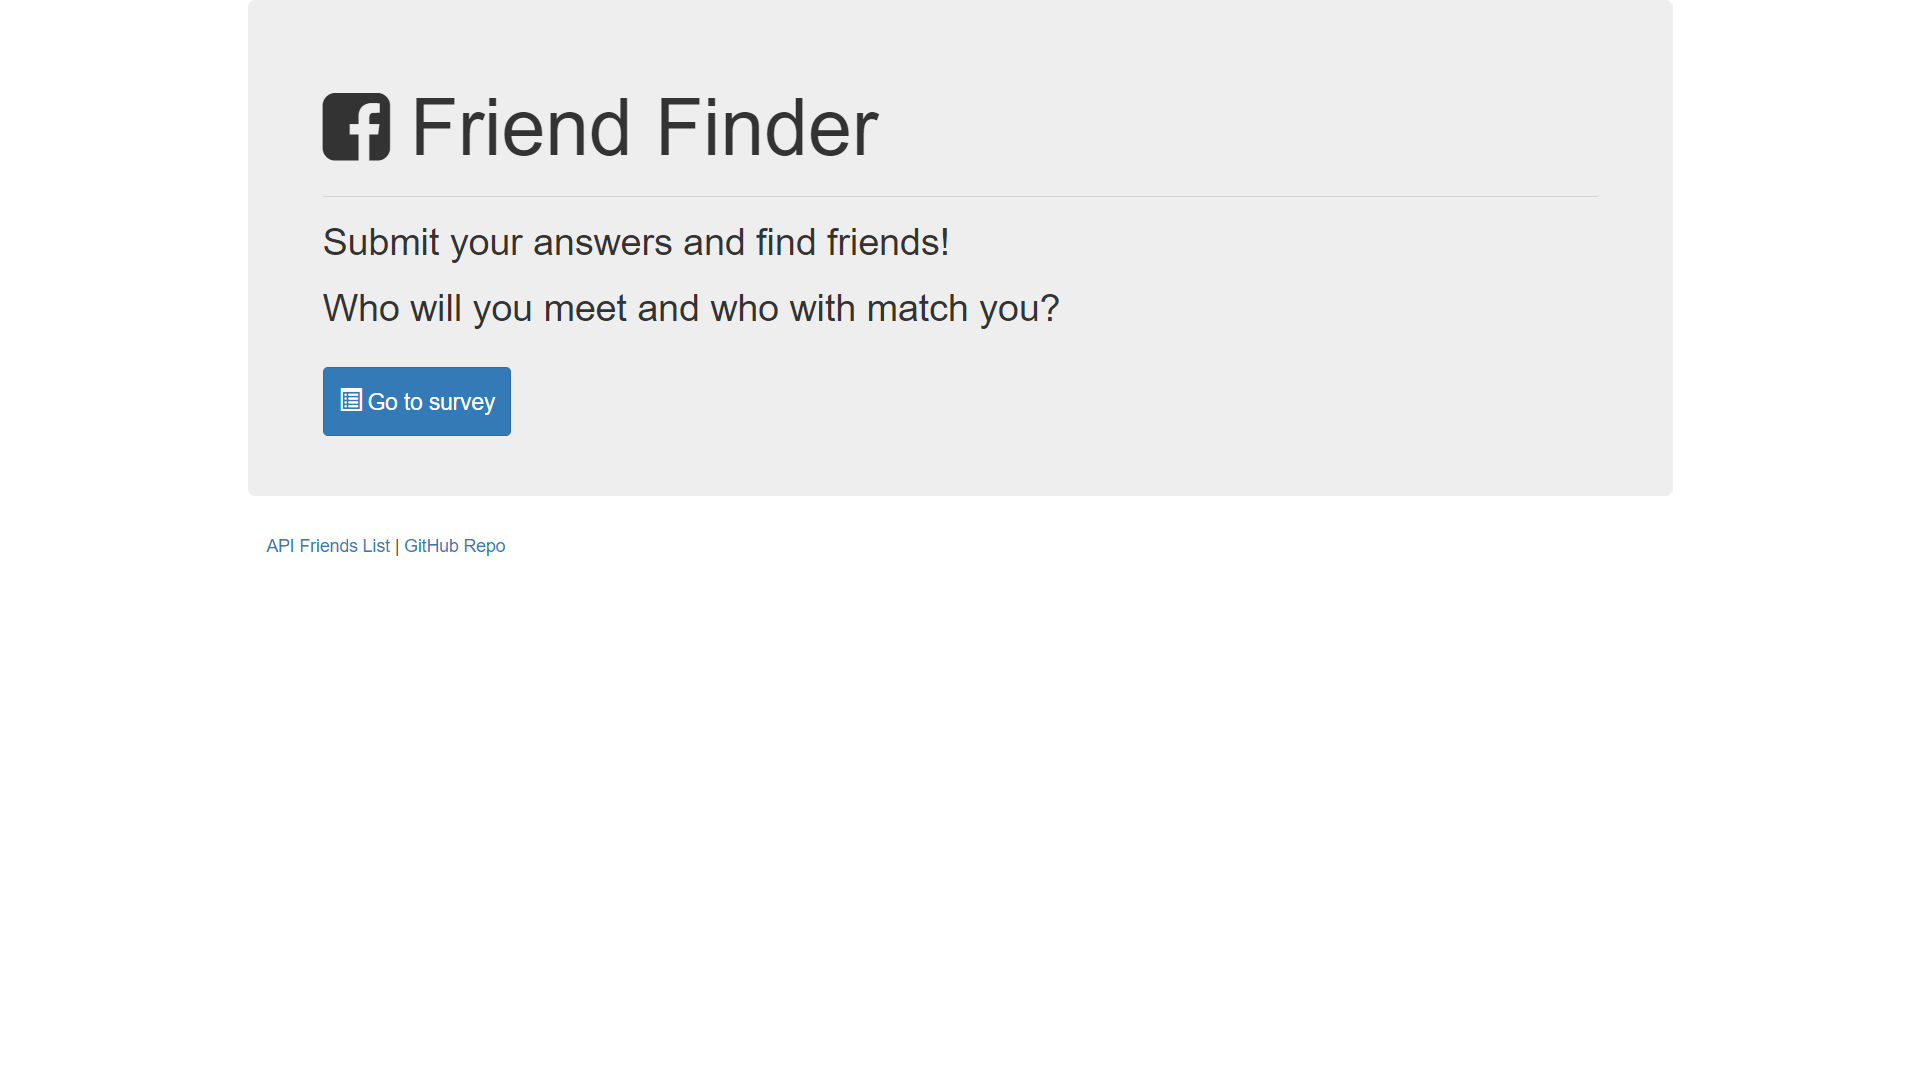 Friend Finder
Submit your answers and find friends!
Who will you meet and who with match you?
Go to survey
API Friends List | GitHub Repo